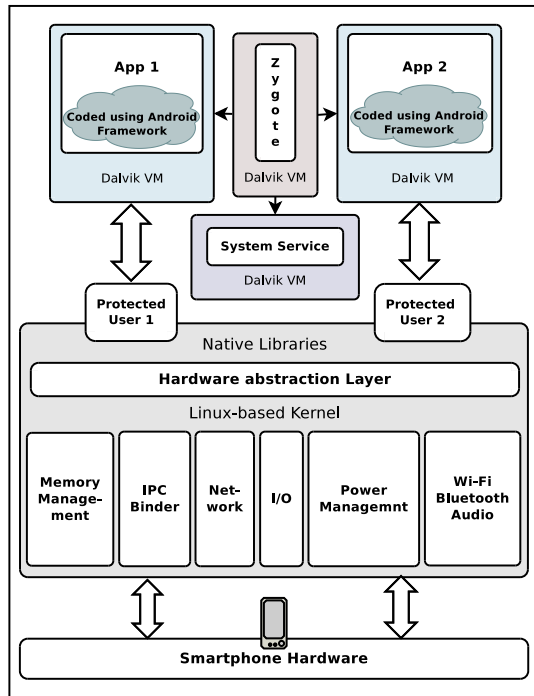 App 1
Coded using Android
Framework
Dalvik VM
Z
y
g
o
t
e
Dalvik VM
App 2
Coded using Android
Framework
Dalvik VM
System Service
Dalvik VM
Protected
User 1
Protected
User 2
Native Libraries
Hardware abstraction Layer
Linux-based Kernel
Memory
Manage-
ment
IPC
Binder
Net-
work
I/O
Power
Managemnt
Wi-Fi
Bluetooth
Audio
Smartphone Hardware